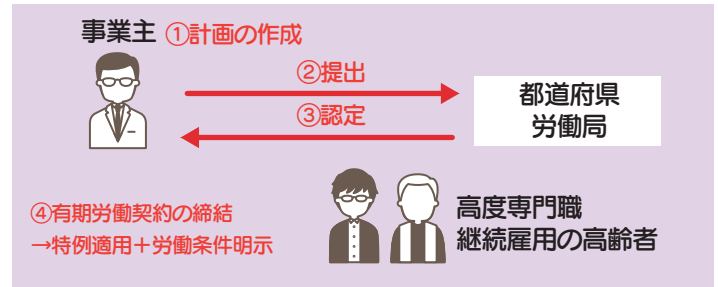 事業主 ①計画の作成
②提出
③認定
都道府県
労働局
④有期労働契約の締結
→特例適用＋労働条件明示
高度専門職
継続雇用の高齢者